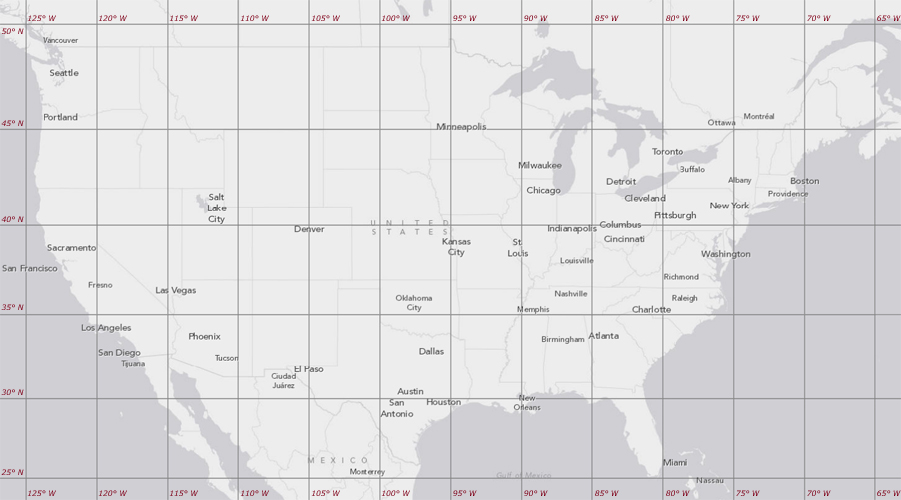 125° W 120° W 115° W 110° W 105° W 100° W 95° W 90° W 85° W 80° W 75° W 70° W 65° W
50° N
Vancouver
Seattle
Portland
Montréal
Ottawa
45° N
Minneapolis
Toronto
Milwaukee
Buffalo
Chicago
Detroit
Albany
Boston
Cleveland
Providence
Salt
Lake
City
New York
Pittsburgh
40° N
UNITED
STATES
Denver
Indianapolis
Columbus
Cincinnati
Sacramento
Kansas
City
St
Louis
Washington
Louisville
San Francisco
Fresno
Las Vegas
Richmond
Nashville
Raleigh
Oklahoma
City
35° N
Memphis
Charlotte
Los Angeles
Phoenix
Birmingham
Atlanta
San Diego
Tijuana
Tucson
Dallas
El Paso
Ciudad
Juárez
30° N
Austin
San
Antonio
Houston
New
Orleans
MEXICO
Monterrey
Miami
25° N
Gulf of Mexico
Nassau
125° W 120° W 115° W 110° W 105° W 100° W 95° W 90° W 85° W 80° W 75° W 70° W 65° W